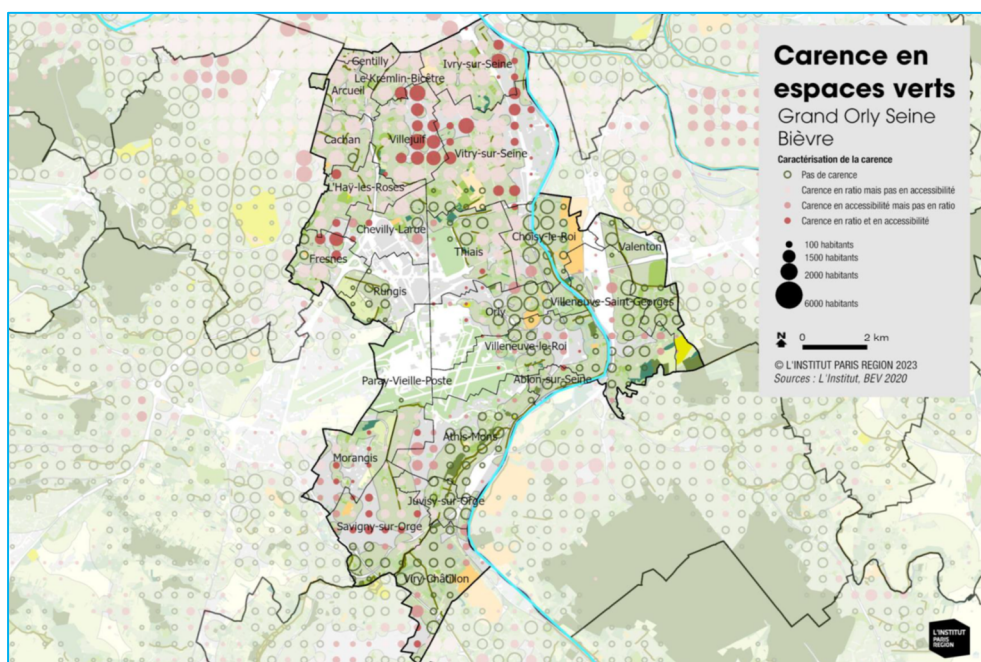 Carence en
espaces verts
Grand Orly Seine
Bièvre
Caractérisation de la carence
Pas de carence
Carence en ratio mais pas en accessibilité
Carence en accessibilité mais pas en ratio
Carence en ratio et en accessibilité
100 habitants
1500 habitants
2000 habitants
6000 habitants
N
0 2 km
© L'INSTITUT PARIS REGION 2023
Sources : L'Institut, BEV 2020
Gentilly
Ivry-sur-Seine
Le Kremlin-Bicêtre
Arcueil
Cachan
Villejuif
Vitry-sur-Seine
L'Haÿ-les-Roses
Chevilly-Larue
Choisy-le-Roi
Thiais
Valenton
Fresnes
Rungis
Villeneuve-Saint-Georges
Orly
Villeneuve-le-Roi
Paray-Vieille-Poste
Ablon-sur-Seine
Athis-Mons
Morangis
Juvisy-sur-Orge
Savigny-sur-Orge
Viry-Châtillon
L'INSTITUT
PARIS
REGION